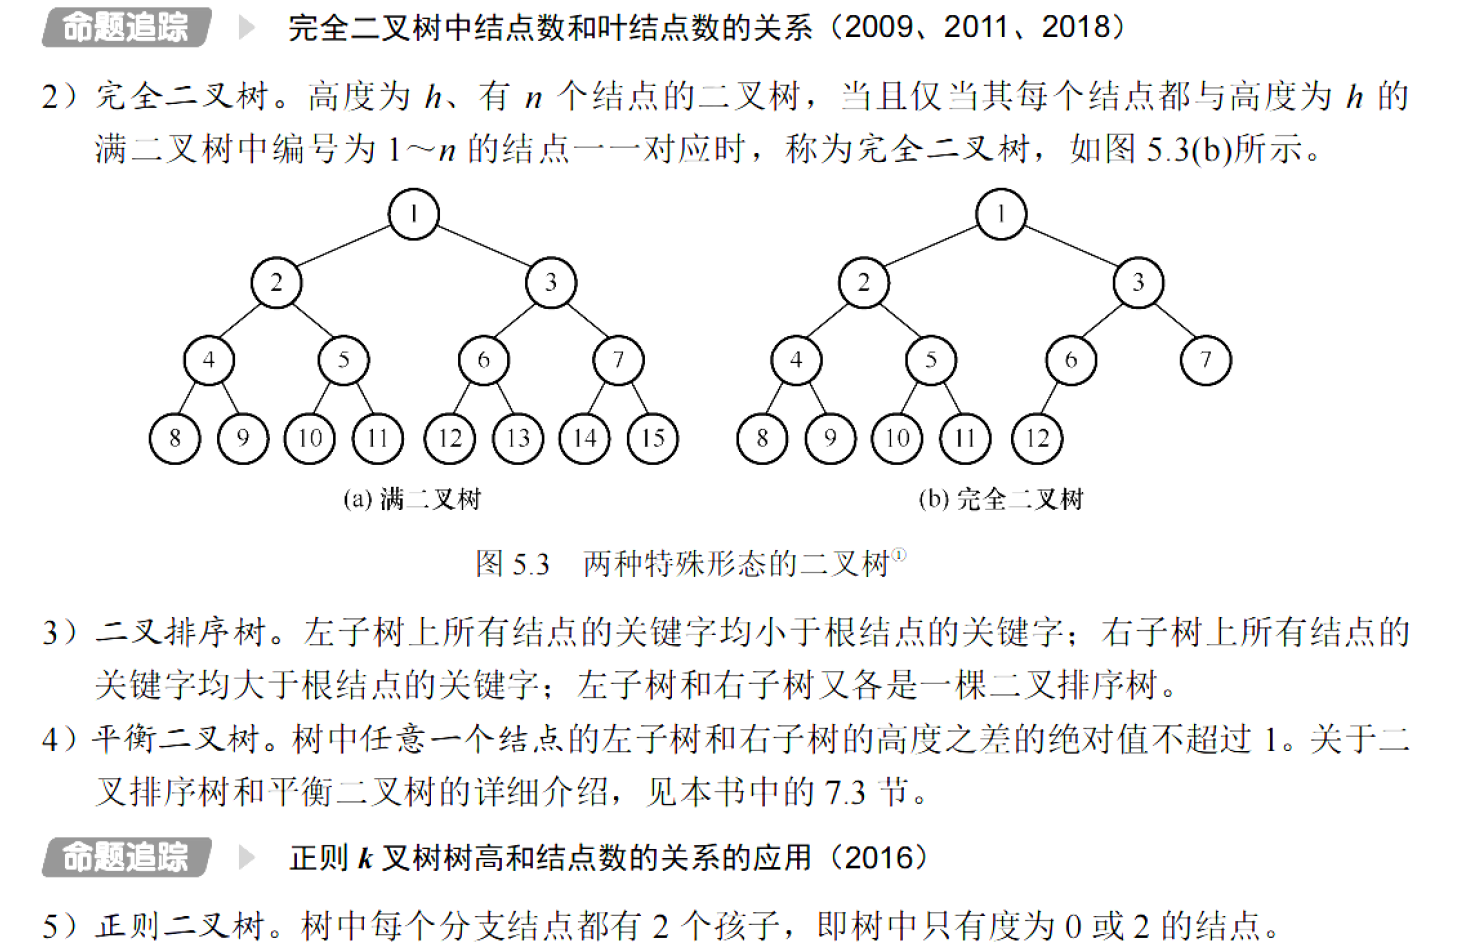 命题追踪 完全二叉树中结点数和叶结点数的关系（2009、2011、2018）
2）完全二叉树。高度为 h、有 n 个结点的二叉树，当且仅当其每个结点都与高度为 h 的
满二叉树中编号为 1～n 的结点一一对应时，称为完全二叉树，如图 5.3(b)所示。
1 1
2 3 2 3
4 5 6 7 4 5 6 7
8 9 10 11 12 13 14 15 8 9 10 11 12
(a) 满二叉树 (b) 完全二叉树
图 5.3 两种特殊形态的二叉树①
3）二叉排序树。左子树上所有结点的关键字均小于根结点的关键字；右子树上所有结点的
关键字均大于根结点的关键字；左子树和右子树又各是一棵二叉排序树。
4）平衡二叉树。树中任意一个结点的左子树和右子树的高度之差的绝对值不超过 1。关于二
叉排序树和平衡二叉树的详细介绍，见本书中的 7.3 节。
命题追踪 正则 k 叉树树高和结点数的关系的应用（2016）
5）正则二叉树。树中每个分支结点都有 2 个孩子，即树中只有度为 0 或 2 的结点。